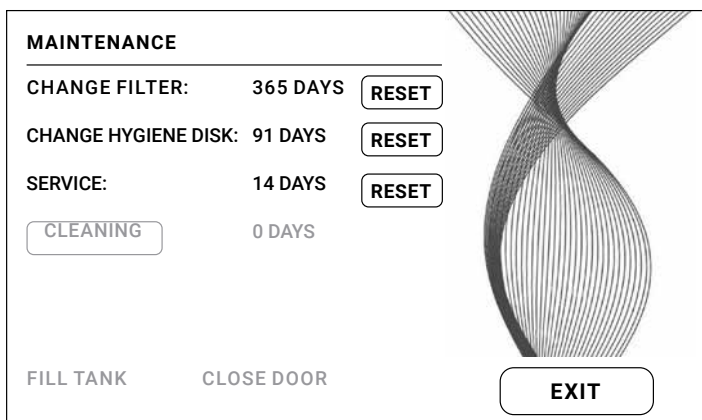 MAINTENANCE
CHANGE FILTER: 365 DAYS RESET
CHANGE HYGIENE DISK: 91 DAYS RESET
SERVICE: 14 DAYS RESET
CLEANING 0 DAYS
FILL TANK CLOSE DOOR EXIT